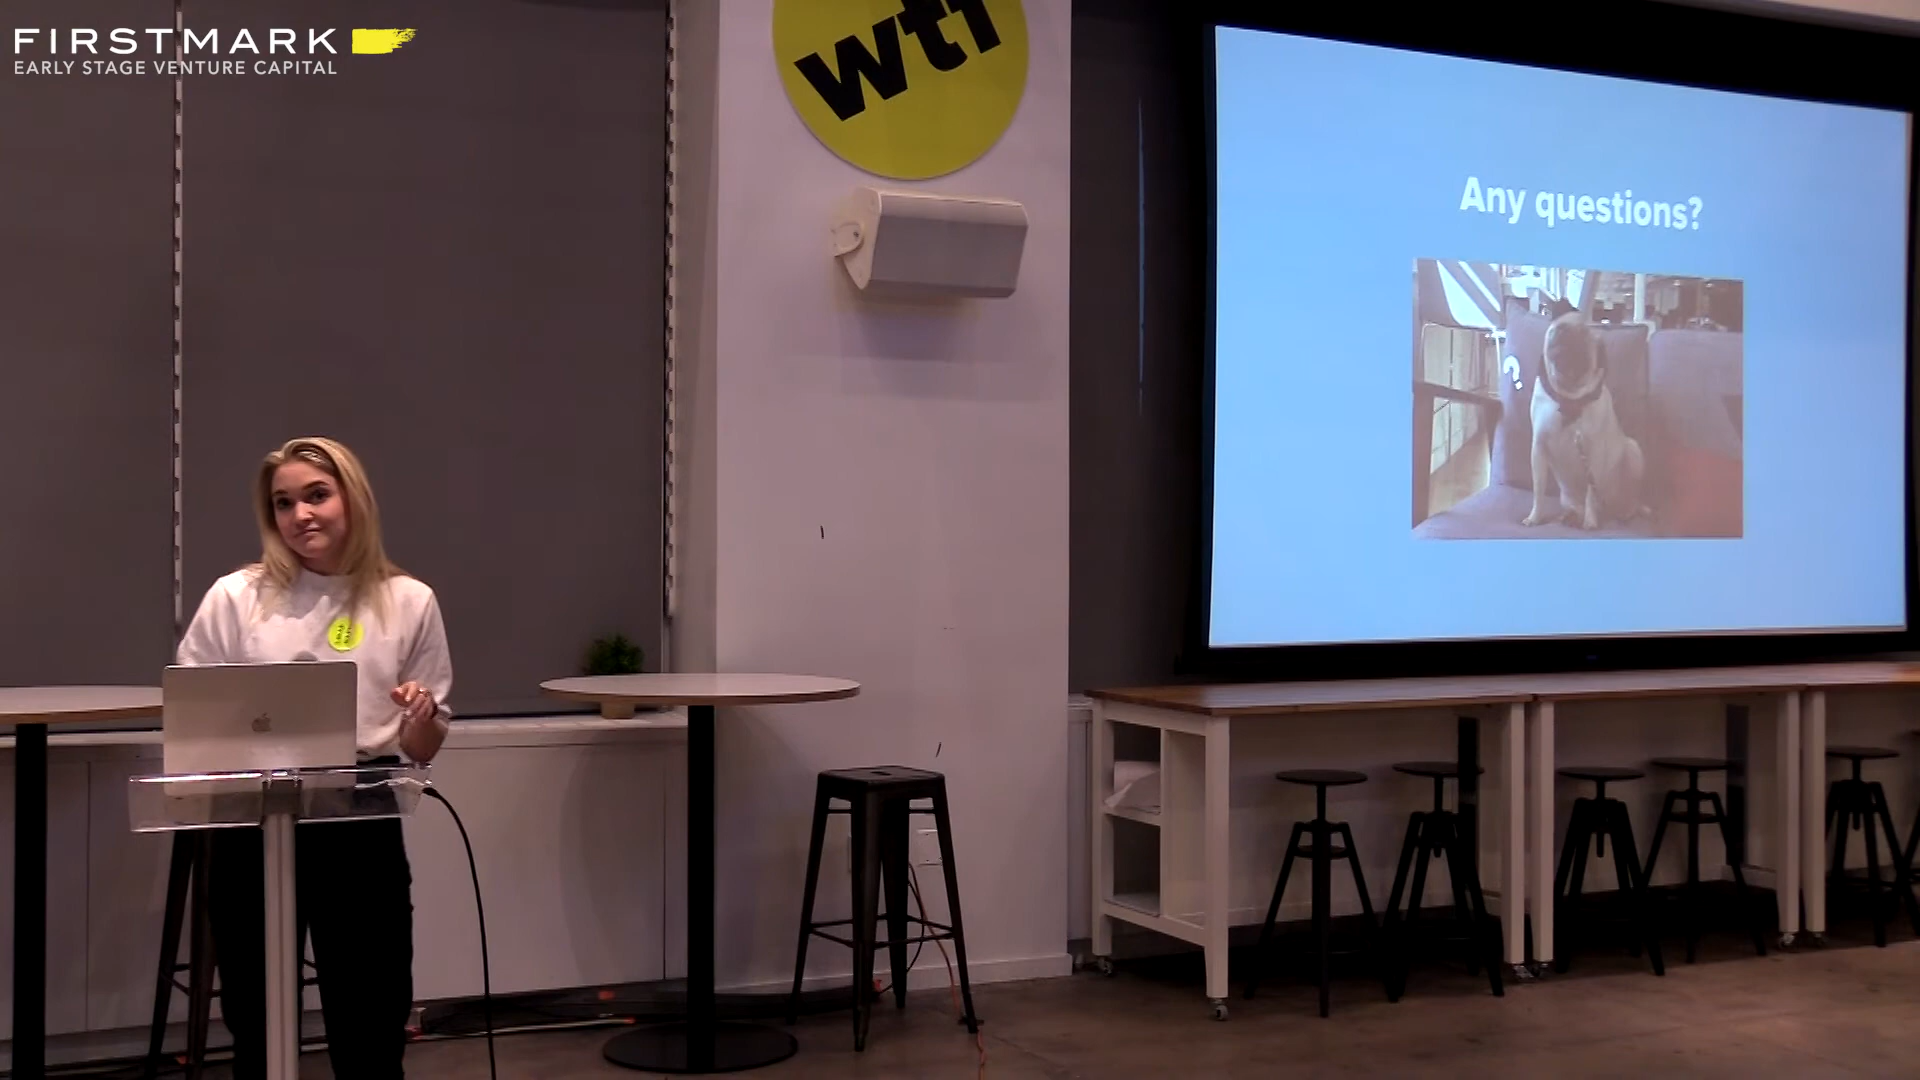 FIRSTMARK
EARLY STAGE VENTURE CAPITAL
wtf
Any questions?
?